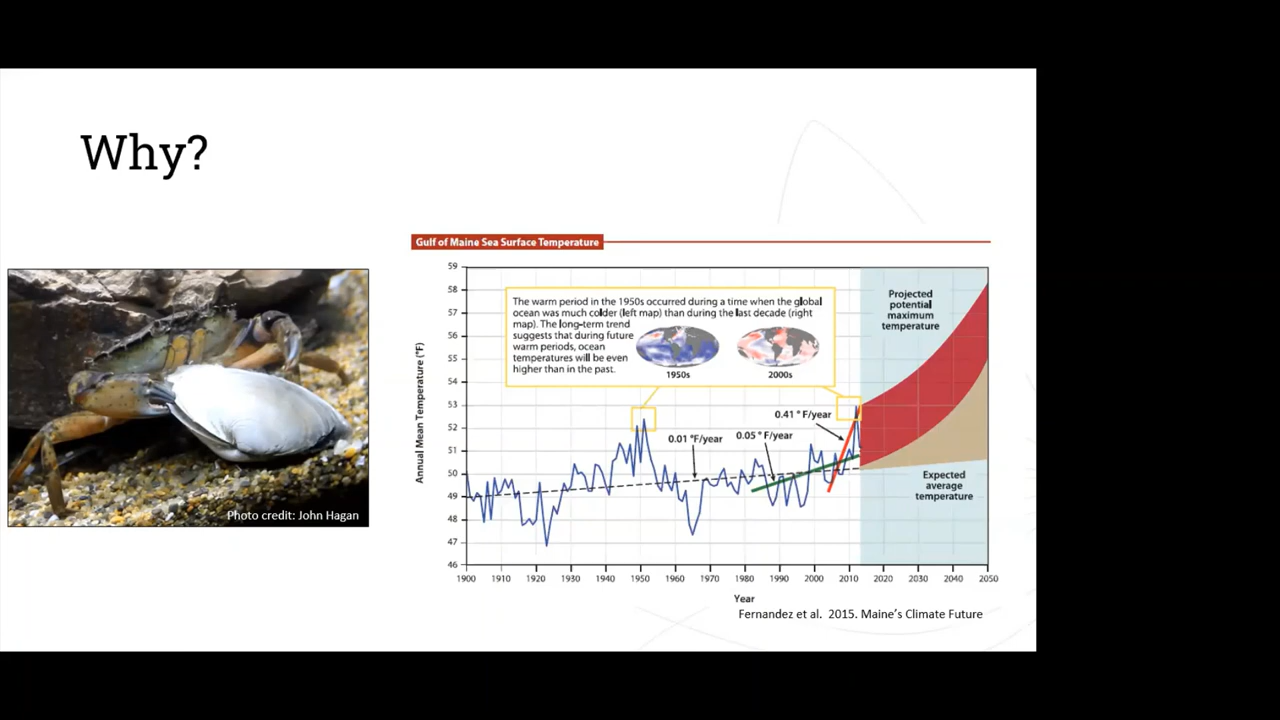 Why?
Gulf of Maine Sea Surface Temperature
59
58
57
56
55
54
53
52
51
50
49
48
47
46
Annual Mean Temperature (°F)
The warm period in the 1950s occurred during a time when the global
ocean was much colder (left map) than during the last decade (right
map). The long-term trend
suggests that during future
warm periods, ocean
temperatures will be even
higher than in the past.
1950s
2000s
Projected
potential
maximum
temperature
0.41 °F/year
0.01 °F/year
0.05 °F/year
Expected
average
temperature
1900 1910 1920 1930 1940 1950 1960 1970 1980 1990 2000 2010 2020 2030 2040 2050
Year
Photo credit: John Hagan
Fernandez et al. 2015. Maine's Climate Future